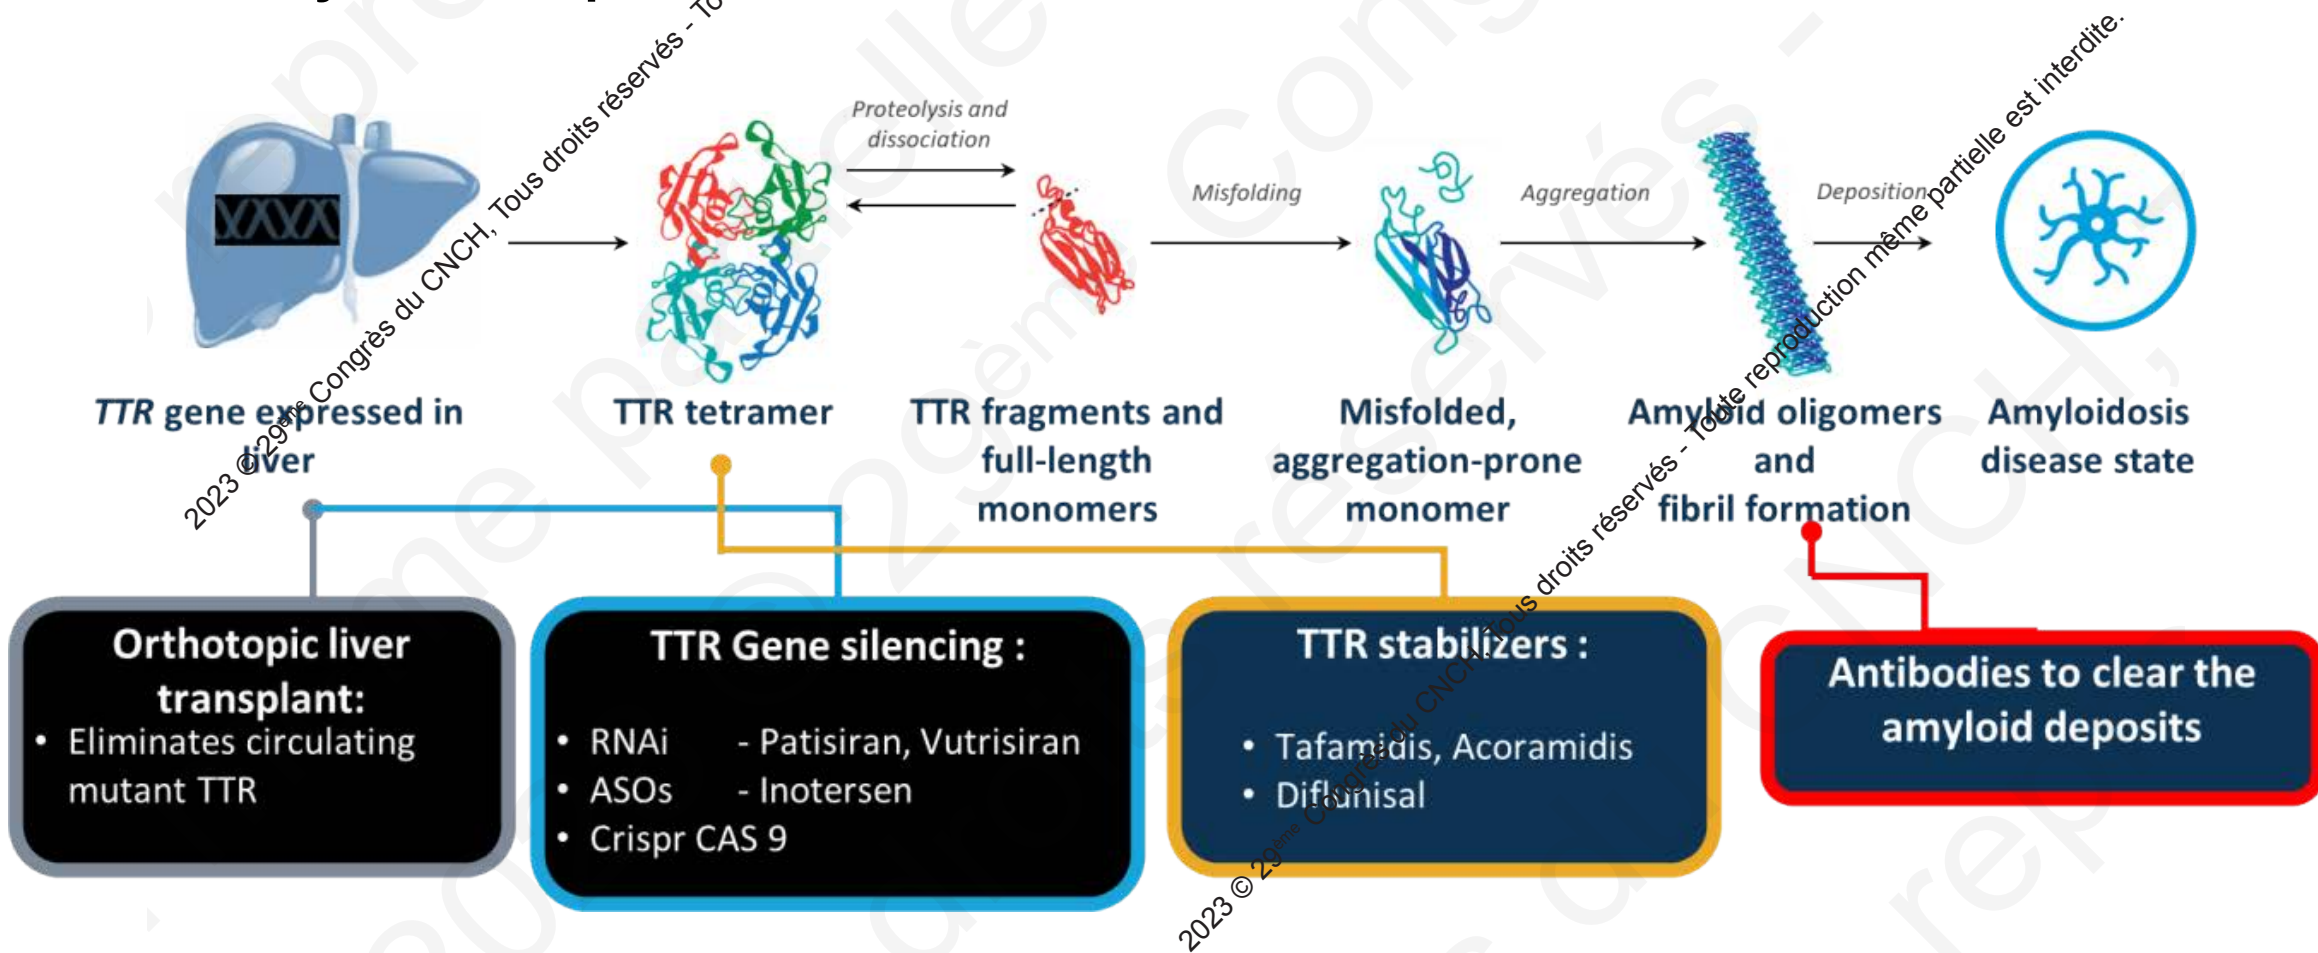 Proteolysis and
dissociation
Misfolding
Aggregation
Deposition
TTR gene expressed in
liver
TTR tetramer
TTR fragments and
full-length
monomers
Misfolded,
aggregation-prone
monomer
Amyloid oligomers
and
fibril formation
Amyloidosis
disease state
Orthotopic liver
transplant:
• Eliminates circulating
mutant TTR
TTR Gene silencing :
• RNAi - Patisiran, Vutrisiran
• ASOs - Inotersen
• Crispr CAS 9
TTR stabilizers :
• Tafamidis, Acoramidis
• Diflunisal
Antibodies to clear the
amyloid deposits
2023 © 29ème Congrès du CNCH, Tous droits réservés - To
2023 © 29ème Congrès du CNCH, Tous droits réservés - Toute reproduction même partielle est interdite.